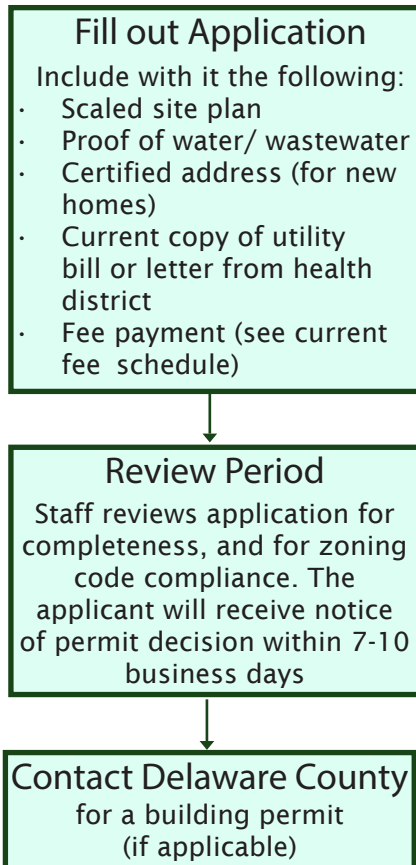 Fill out Application
Include with it the following:
· Scaled site plan
· Proof of water/ wastewater
· Certified address (for new
homes)
· Current copy of utility
bill or letter from health
district
· Fee payment (see current
fee schedule)
Review Period
Staff reviews application for
completeness, and for zoning
code compliance. The
applicant will receive notice
of permit decision within 7-10
business days
Contact Delaware County
for a building permit
(if applicable)